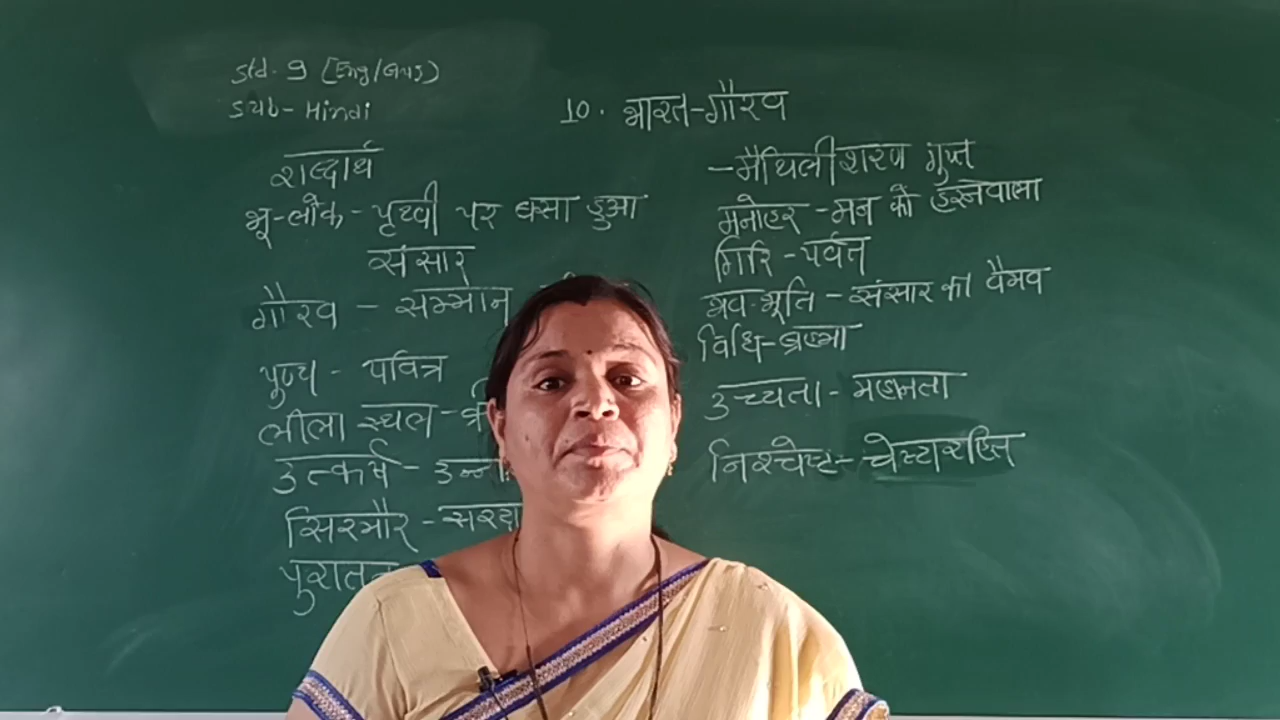 Std- 9 (Eng/Guj)
Sub- Hindi
10. भारत-गौरव
- मैथिलीशरण गुप्त
शब्दार्थ
भू-लोक - पृथ्वी पर बसा हुआ
संसार
गौरव - सम्मान
पुण्य - पवित्र
लीला स्थल -
उत्कर्ष -
सिरमौर -
पुरातन
मनोहर - मन को हरनेवाला
गिरि - पर्वत
भव-भूति - संसार का वैभव
विधि - ब्रह्मा
उच्चता - महानता
निश्चेष्ट - चेष्टारहित